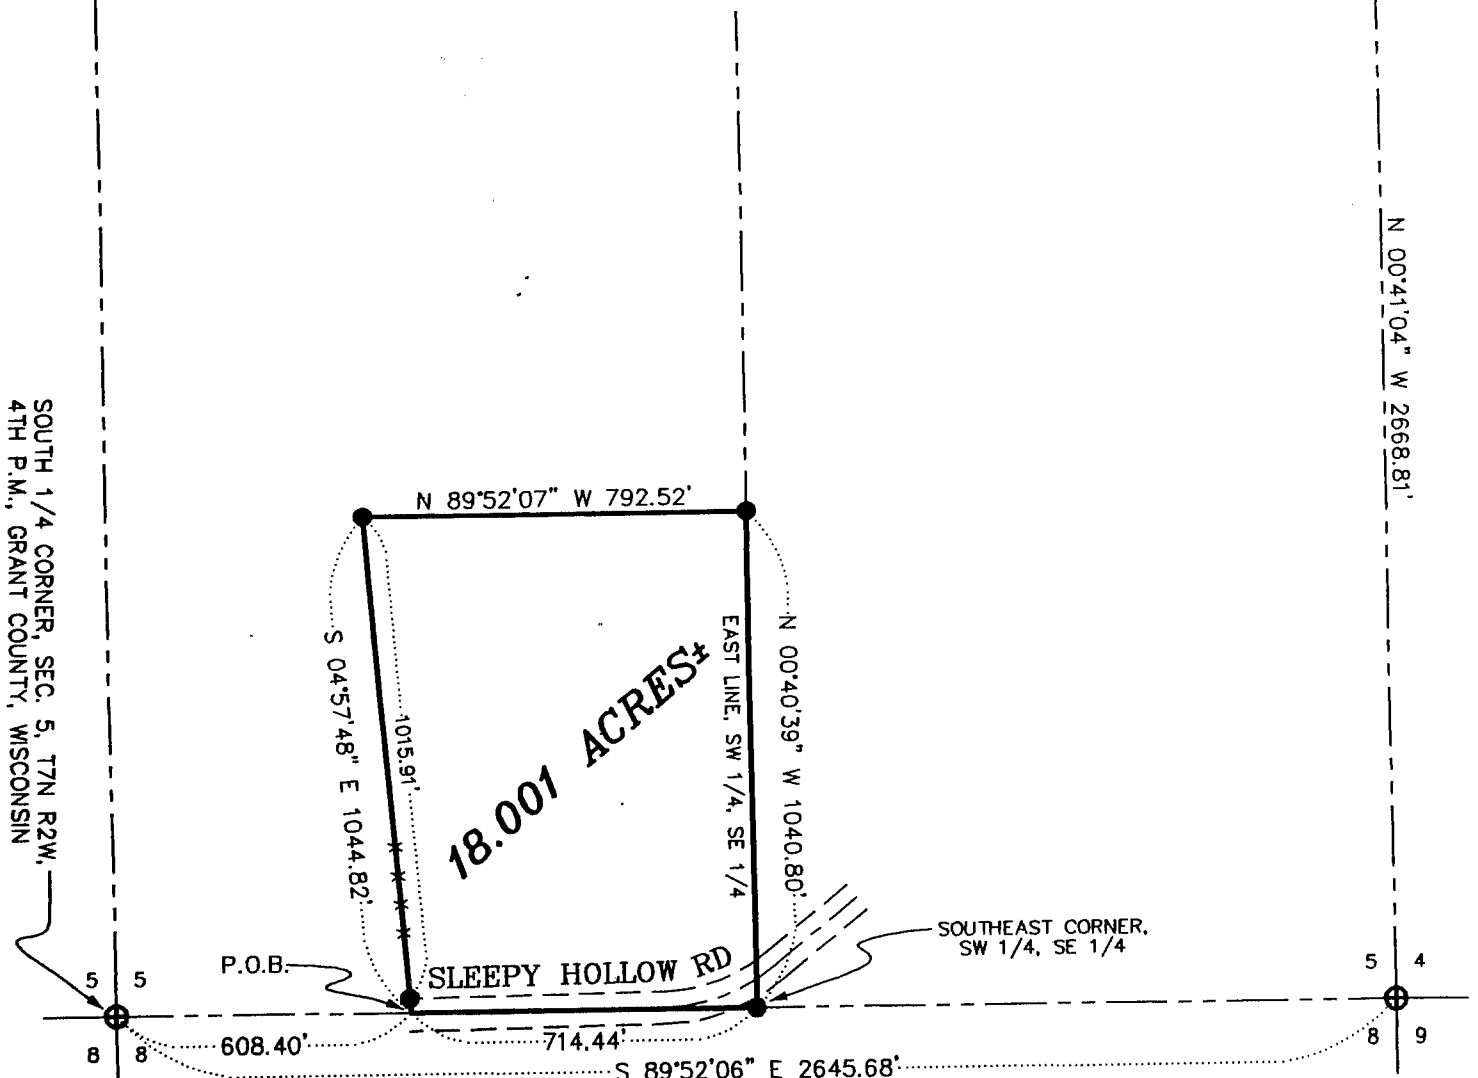 N 00°41'04" W 2668.81'
N 89°52'07" W 792.52'
SOUTH 1/4 CORNER, SEC. 5, T7N R2W,
4TH P.M., GRANT COUNTY, WISCONSIN
S 04°57'48" E 1044.82'
1015.91'
18.001 ACRES±
EAST LINE, SW 1/4, SE 1/4
N 00°40'39" W 1040.80'
SOUTHEAST CORNER,
SW 1/4, SE 1/4
P.O.B.
SLEEPY HOLLOW RD
5 5
8 8
5 4
8 9
608.40'
714.44'
S 89°52'06" E 2645.68'